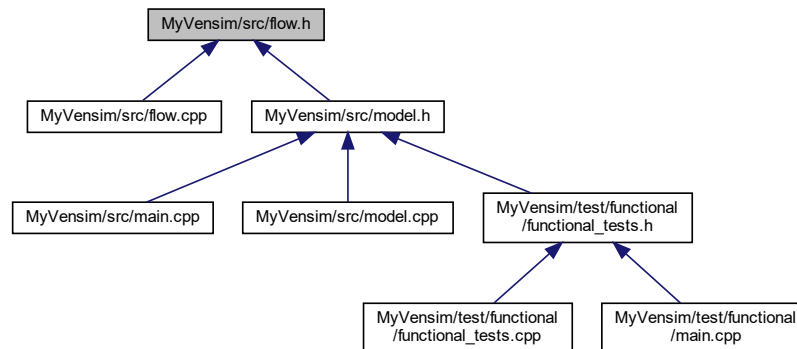 MyVensim/src/flow.h
MyVensim/src/flow.cpp
MyVensim/src/model.h
MyVensim/src/main.cpp
MyVensim/src/model.cpp
MyVensim/test/functional
/functional_tests.h
MyVensim/test/functional
/functional_tests.cpp
MyVensim/test/functional
/main.cpp